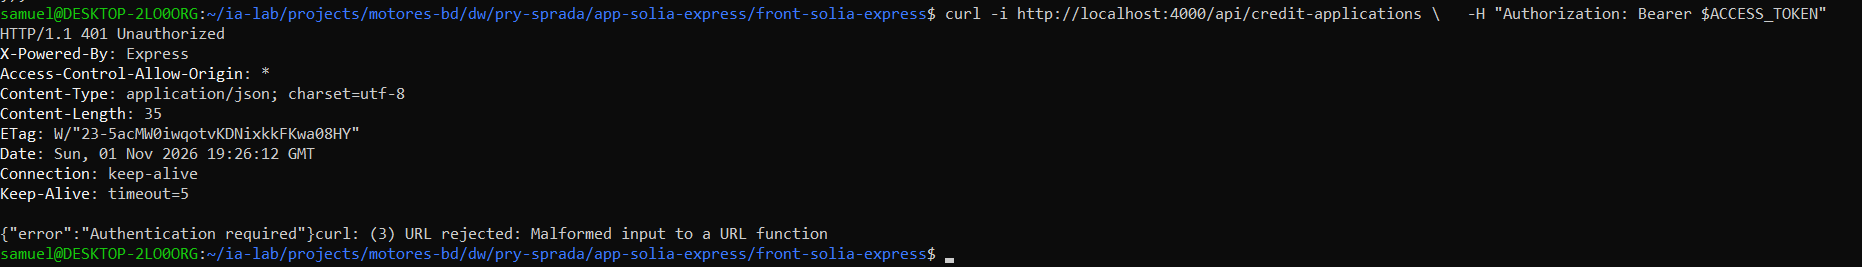 samuel@DESKTOP-2LO0ORG:~/ia-lab/projects/motores-bd/dw/pry-sprada/app-solia-express/front-solia-express$ curl -i http://localhost:4000/api/credit-applications \   -H "Authorization: Bearer $ACCESS_TOKEN"
HTTP/1.1 401 Unauthorized
X-Powered-By: Express
Access-Control-Allow-Origin: *
Content-Type: application/json; charset=utf-8
Content-Length: 35
ETag: W/"23-5acMW0iwqotvKDNixkkFKwa08HY"
Date: Sun, 01 Nov 2026 19:26:12 GMT
Connection: keep-alive
Keep-Alive: timeout=5

{"error":"Authentication required"}curl: (3) URL rejected: Malformed input to a URL function
samuel@DESKTOP-2LO0ORG:~/ia-lab/projects/motores-bd/dw/pry-sprada/app-solia-express/front-solia-express$